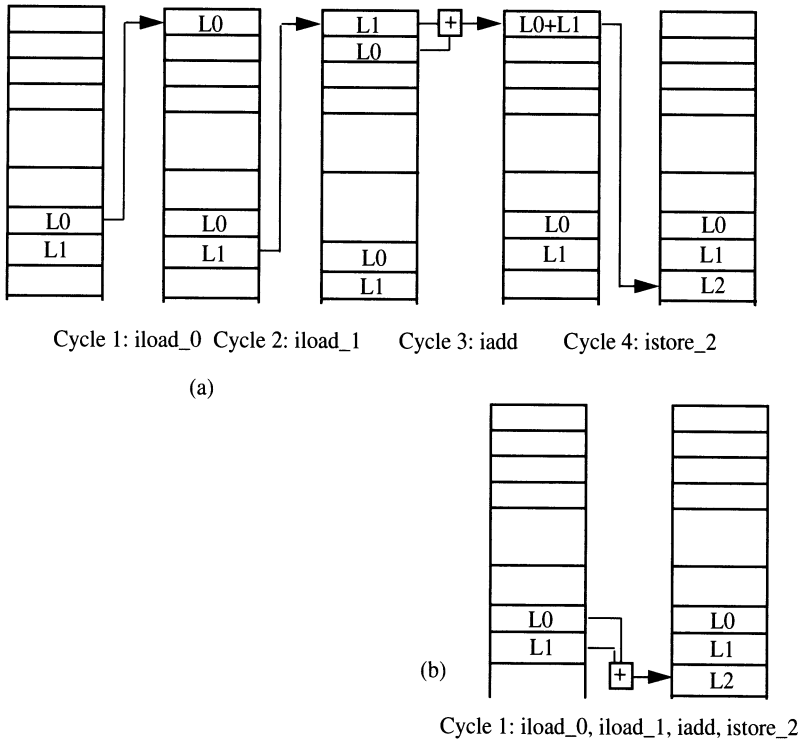 L0 L1 + L0+L1
L0
L0 L0 L0 L0
L1 L1 L0 L1 L1
L1 L2
Cycle 1: iload_0 Cycle 2: iload_1 Cycle 3: iadd Cycle 4: istore_2
(a)
L0 L0
L1 L1
(b) + L2
Cycle 1: iload_0, iload_1, iadd, istore_2